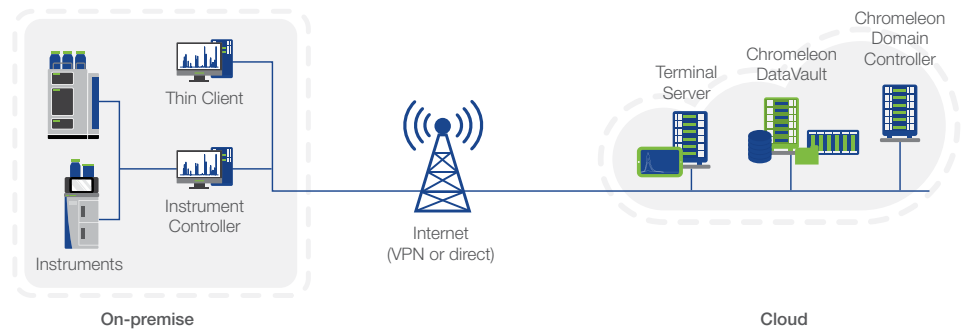 Thin Client
Instrument
Controller
Instruments
On-premise
Internet
(VPN or direct)
Terminal
Server
Chromeleon
DataVault
Chromeleon
Domain
Controller
Cloud